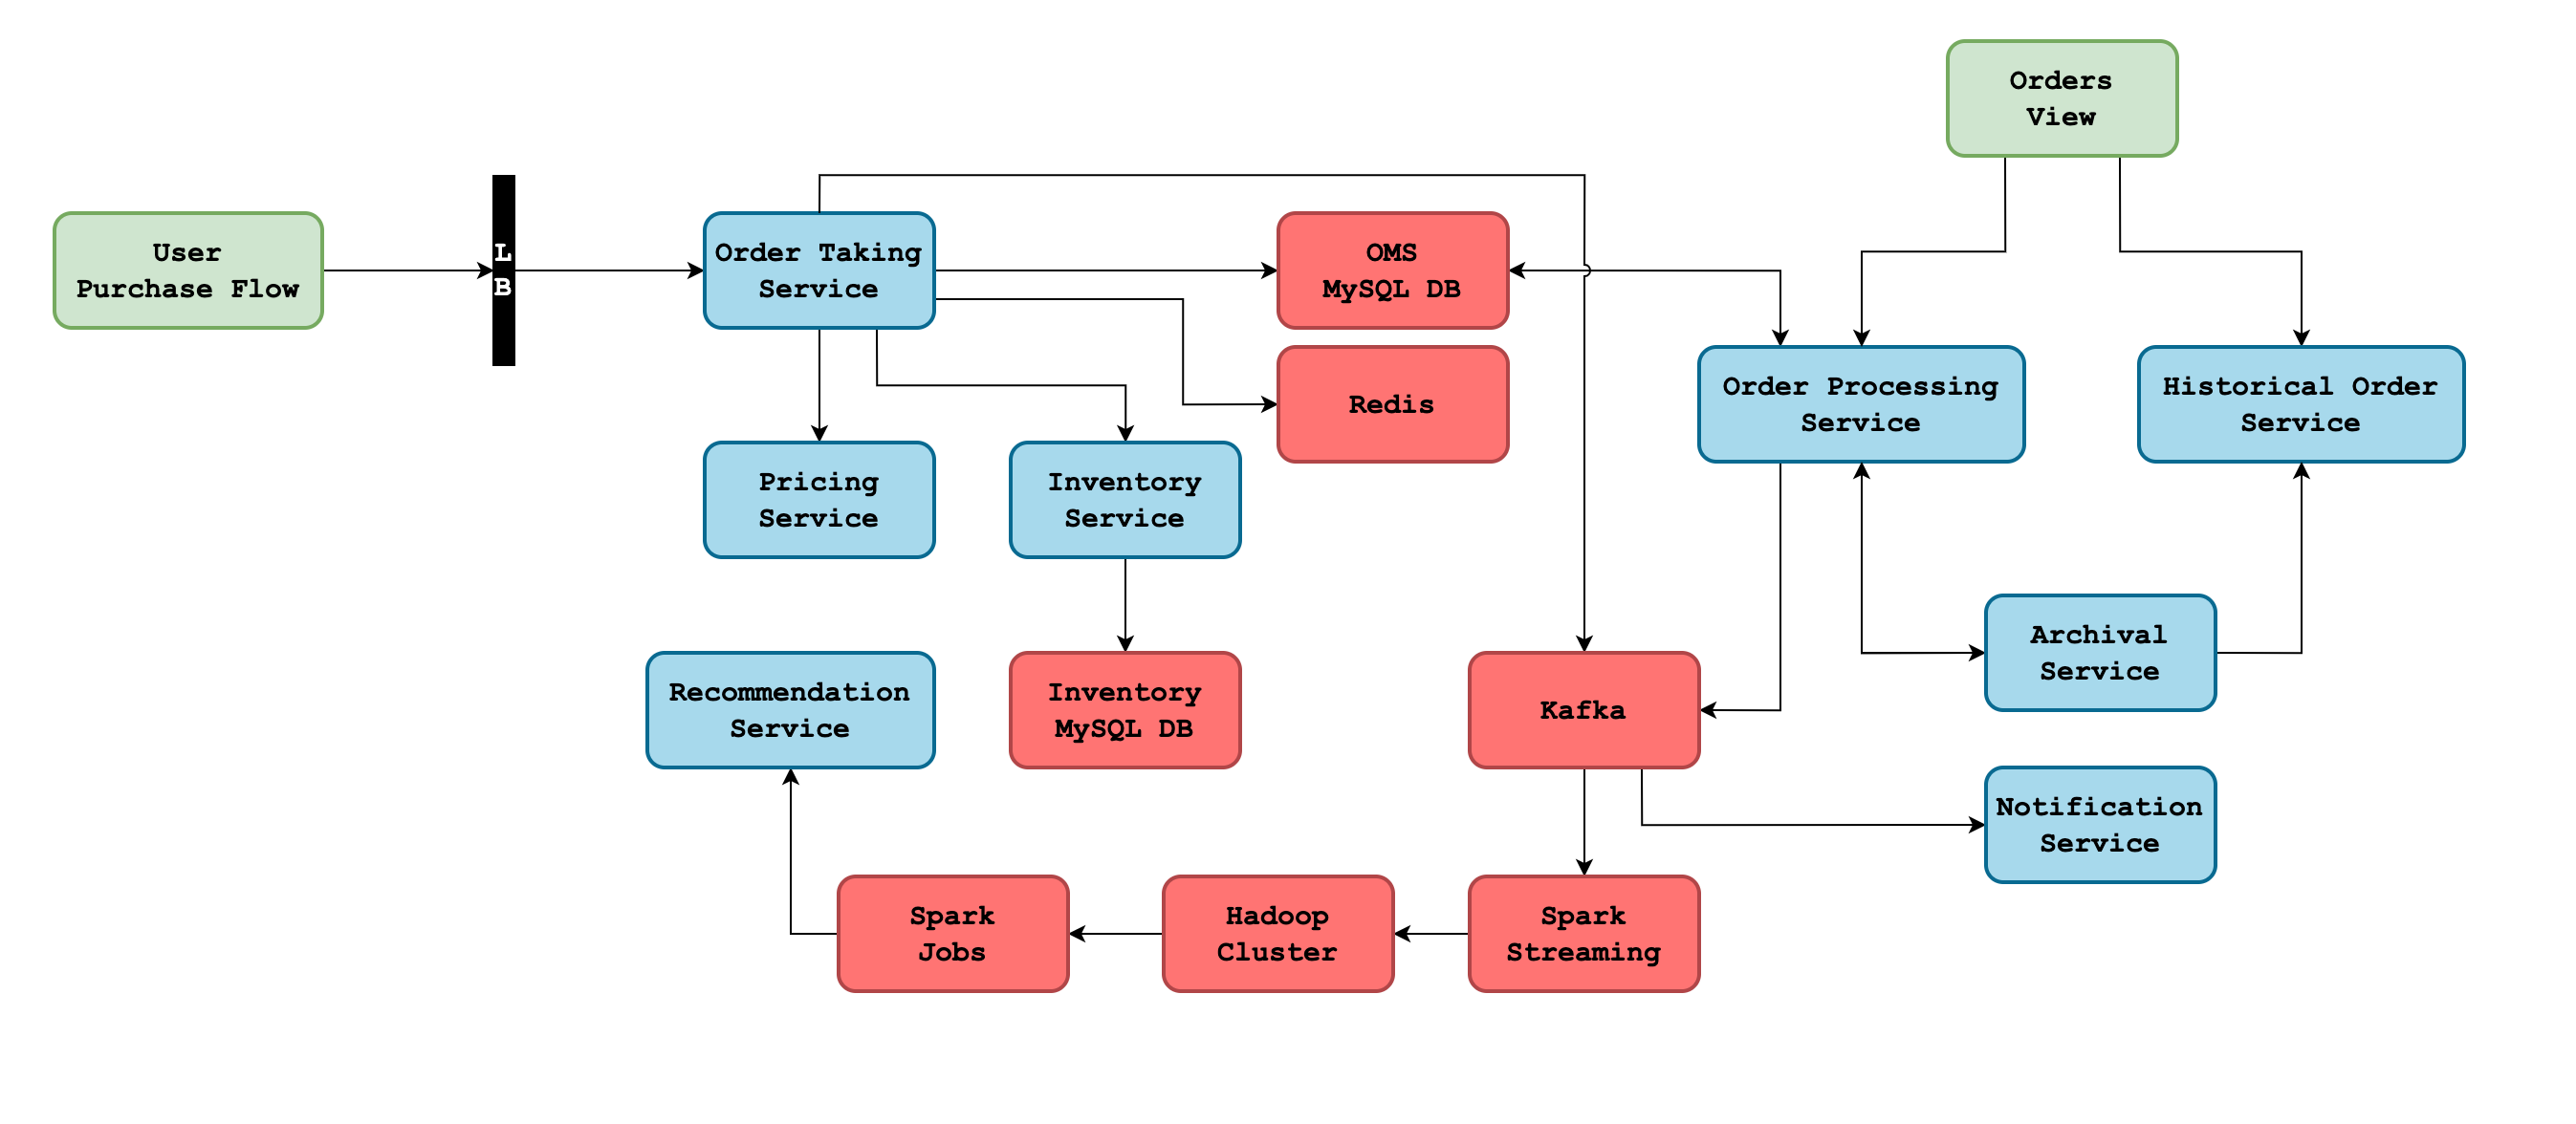 Orders
View
User
Purchase Flow
L
B
Order Taking
Service
OMS
MySQL DB
Redis
Order Processing
Service
Historical Order
Service
Pricing
Service
Inventory
Service
Archival
Service
Recommendation
Service
Inventory
MySQL DB
Kafka
Notification
Service
Spark
Jobs
Hadoop
Cluster
Spark
Streaming